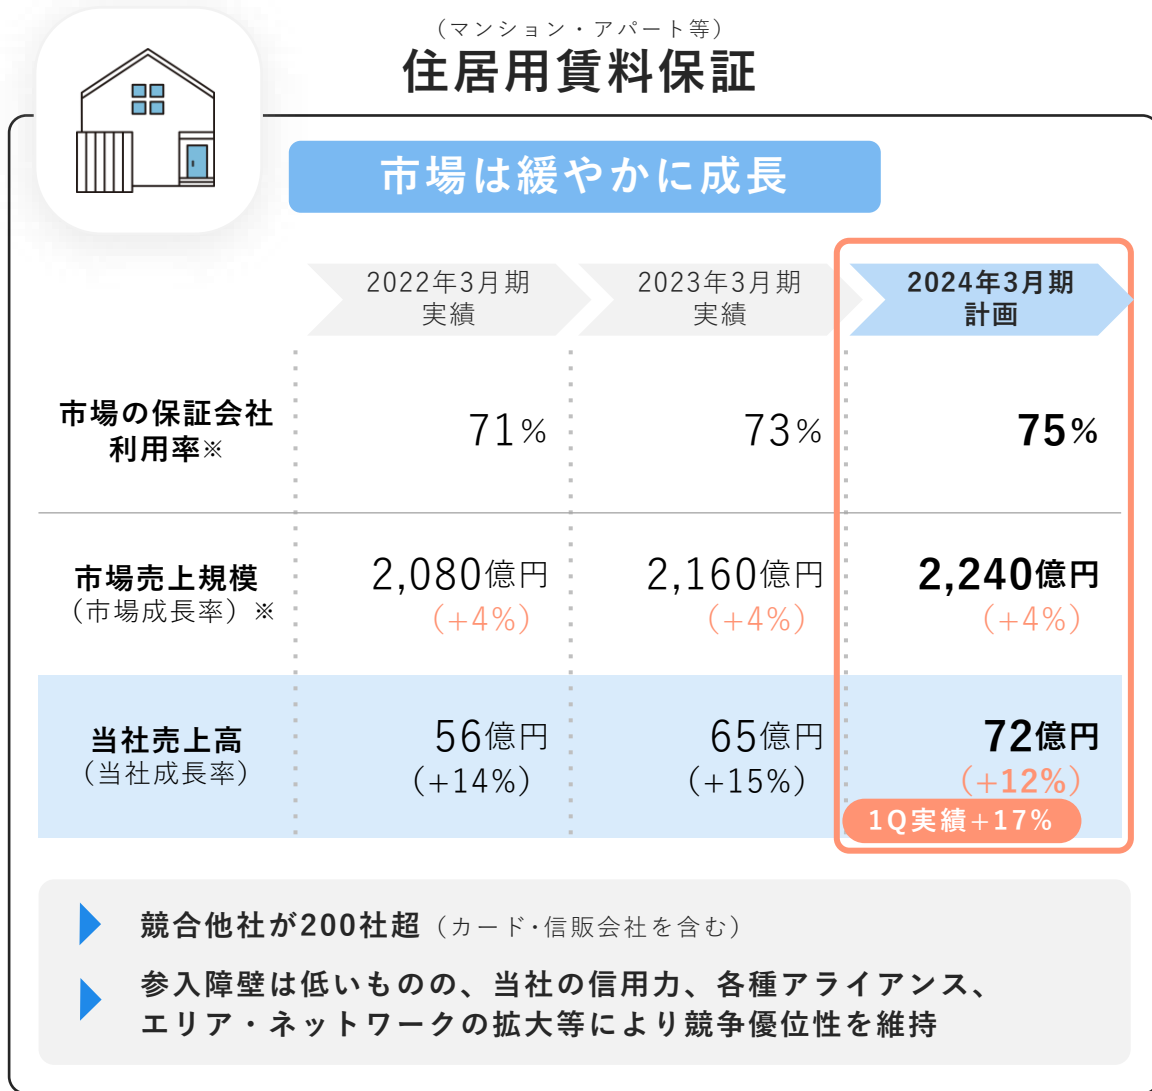 （マンション・アパート等）
住居用賃料保証
市場は緩やかに成長
2022年3月期
実績
2023年3月期
実績
2024年3月期
計画
市場の保証会社
利用率※
71%
73%
75%
市場売上規模
（市場成長率）※
2,080億円
（+4%）
2,160億円
（+4%）
2,240億円
（+4%）
当社売上高
（当社成長率）
56億円
（+14%）
65億円
（+15%）
72億円
（+12%）
1Q実績+17%
競合他社が200社超（カード・信販会社を含む）
参入障壁は低いものの、当社の信用力、各種アライアンス、
エリア・ネットワークの拡大等により競争優位性を維持